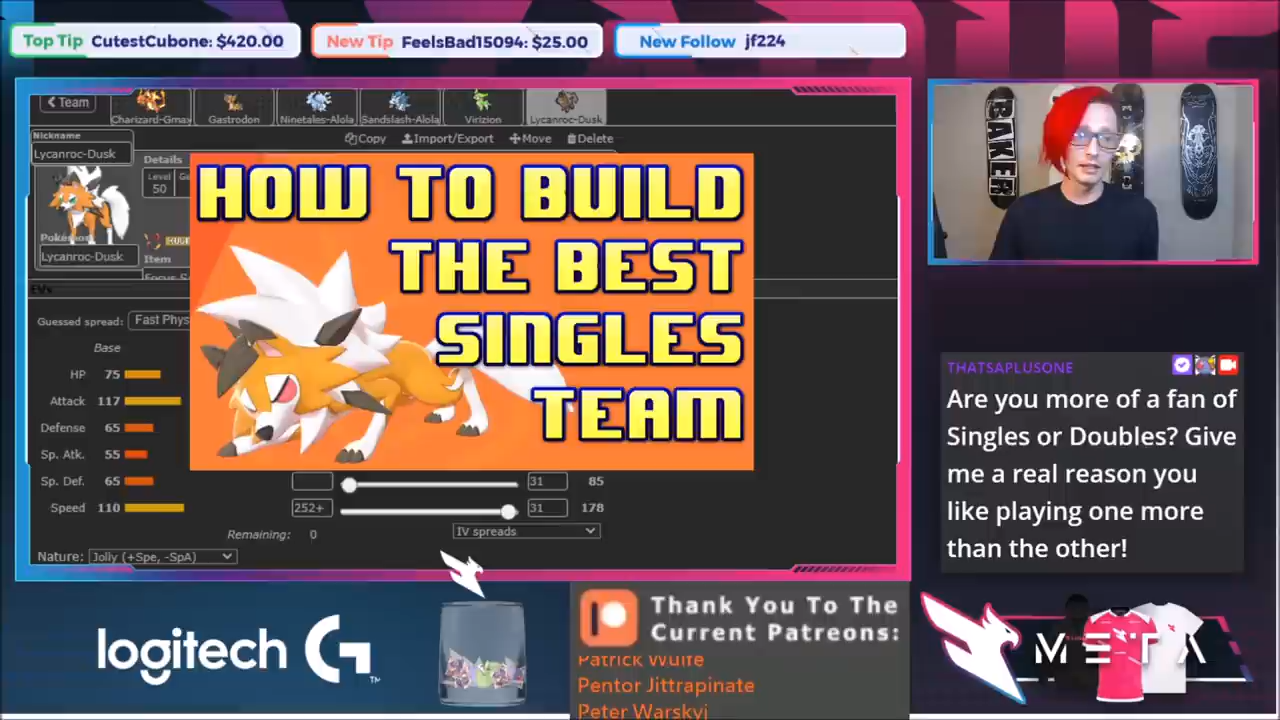 Top Tip CutestCubone: $420.00
New Tip FeelsBad15094: $25.00
New Follow jf224
Team
Charizard-Gmax
Gastrodon
Ninetales-Alola
Sandslash-Alola
Virizion
Lycanroc-Dusk
Copy
Import/Export
Move
Delete
Nickname
Lycanroc-Dusk
Details
Level
50
Pokémon
Lycanroc-Dusk
Item
HOW TO BUILD
THE BEST
SINGLES
TEAM
EVs
Guessed spread: Fast Phys
Base
HP 75
Attack 117
Defense 65
Sp. Atk. 55
Sp. Def. 65 31 85
Speed 110 252+ 31 178
Remaining: 0
IV spreads
Nature: Jolly (+Spe, -SpA)
BAKER
THATSAPLUSONE
Are you more of a fan of
Singles or Doubles? Give
me a real reason you
like playing one more
than the other!
logitech G
TM
Thank You To The
Current Patreons:
Patrick Wulfe
Pentor Jittrapinate
Peter Warskyj
META